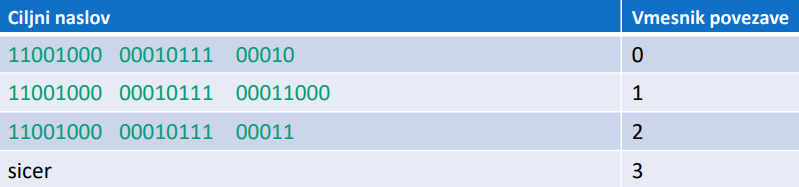 Ciljni naslov Vmesnik povezave
11001000 00010111 00010 0
11001000 00010111 00011000 1
11001000 00010111 00011 2
sicer 3